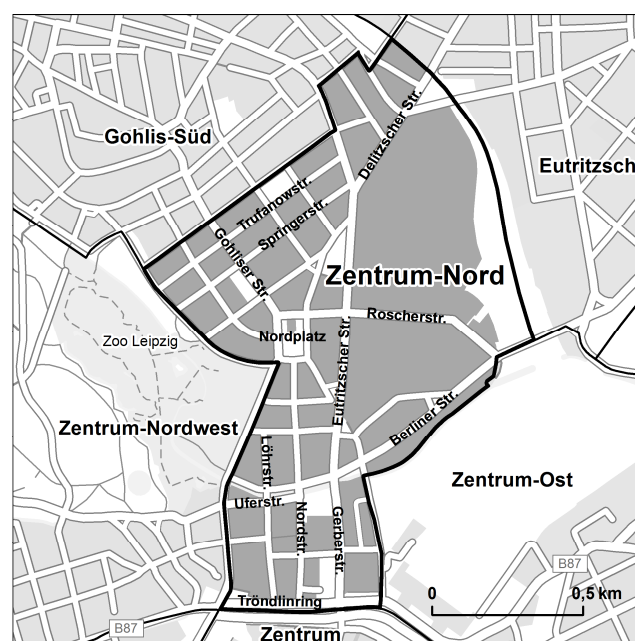 Gohlis-Süd
Delitzscher Str.
Eutritzsch
Trufanowstr.
Springerstr.
Gohliser Str.
Zentrum-Nord
Roscherstr.
Nordplatz
Zoo Leipzig
Eutritzscher Str.
Zentrum-Nordwest
Berliner Str.
Löhrstr.
Zentrum-Ost
Uferstr.
Nordstr.
Gerberstr.
B87
0
0,5 km
Tröndlinring
B87
Zentrum